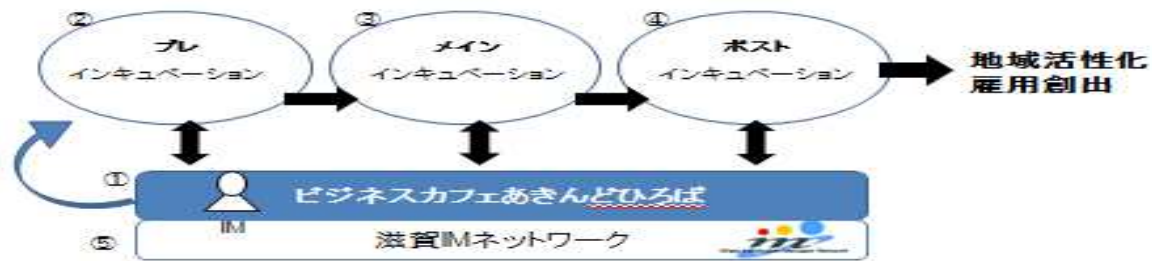 ②
プレ
インキュベーション
③
メイン
インキュベーション
④
ポスト
インキュベーション
地域活性化
雇用創出
①
ビジネスカフェあきんどひろば
IM
⑤
滋賀IMネットワーク
im